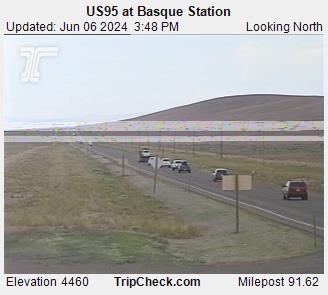 US95 at Basque Station
Updated: Jun 06 2024 3:48 PM Looking North
Elevation 4460 TripCheck.com Milepost 91.62